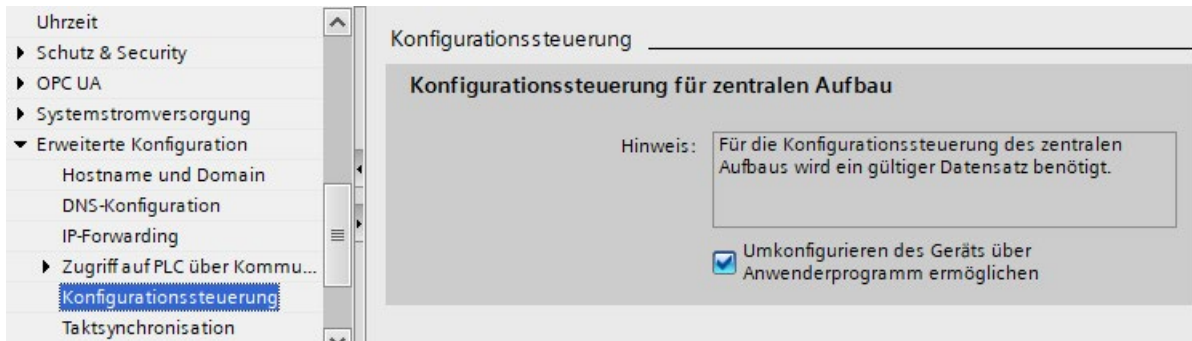 Uhrzeit
Schutz & Security
OPC UA
Systemstromversorgung
Erweiterte Konfiguration
Hostname und Domain
DNS-Konfiguration
IP-Forwarding
Zugriff auf PLC über Kommu...
Konfigurationssteuerung
Taktsynchronisation
Konfigurationssteuerung
Konfigurationssteuerung für zentralen Aufbau
Hinweis: Für die Konfigurationssteuerung des zentralen
Aufbaus wird ein gültiger Datensatz benötigt.
Umkonfigurieren des Geräts über
Anwenderprogramm ermöglichen